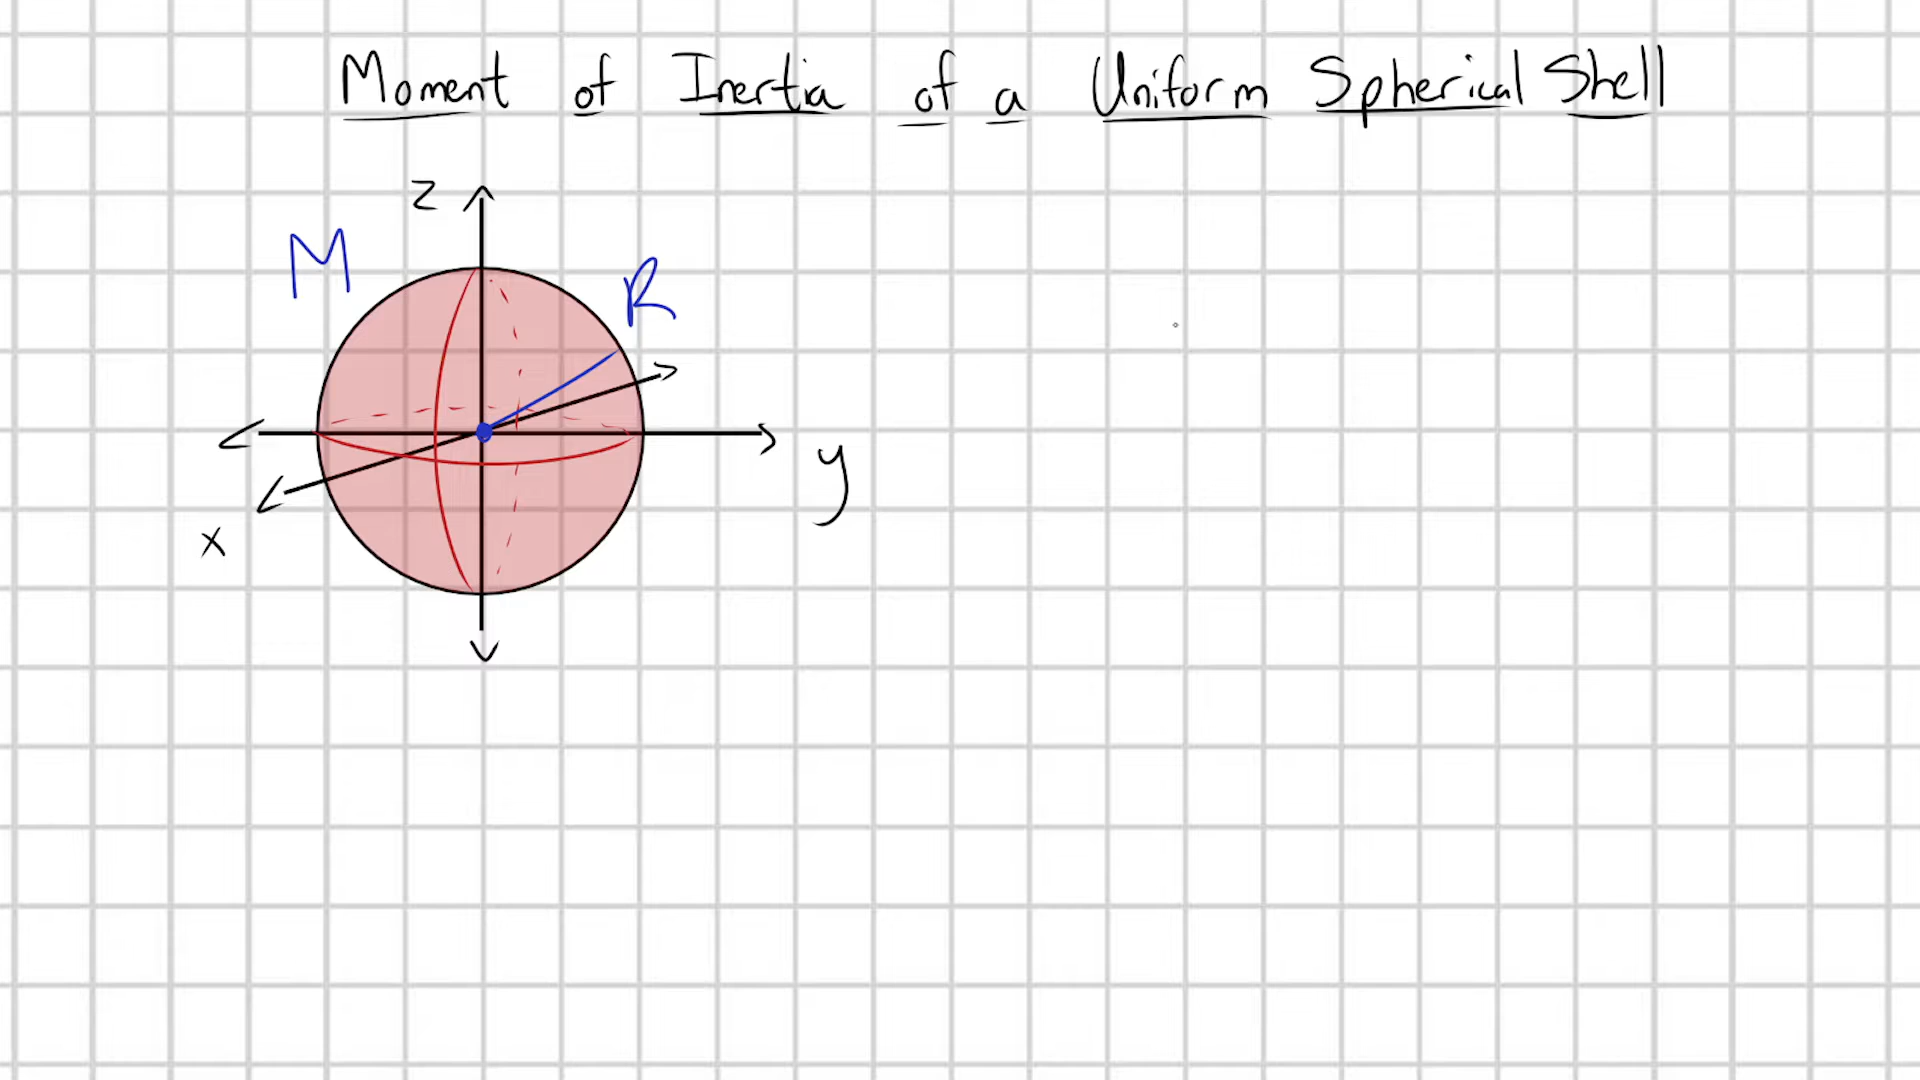 Moment of Inertia of a Uniform Spherical Shell
z
M
R
y
x